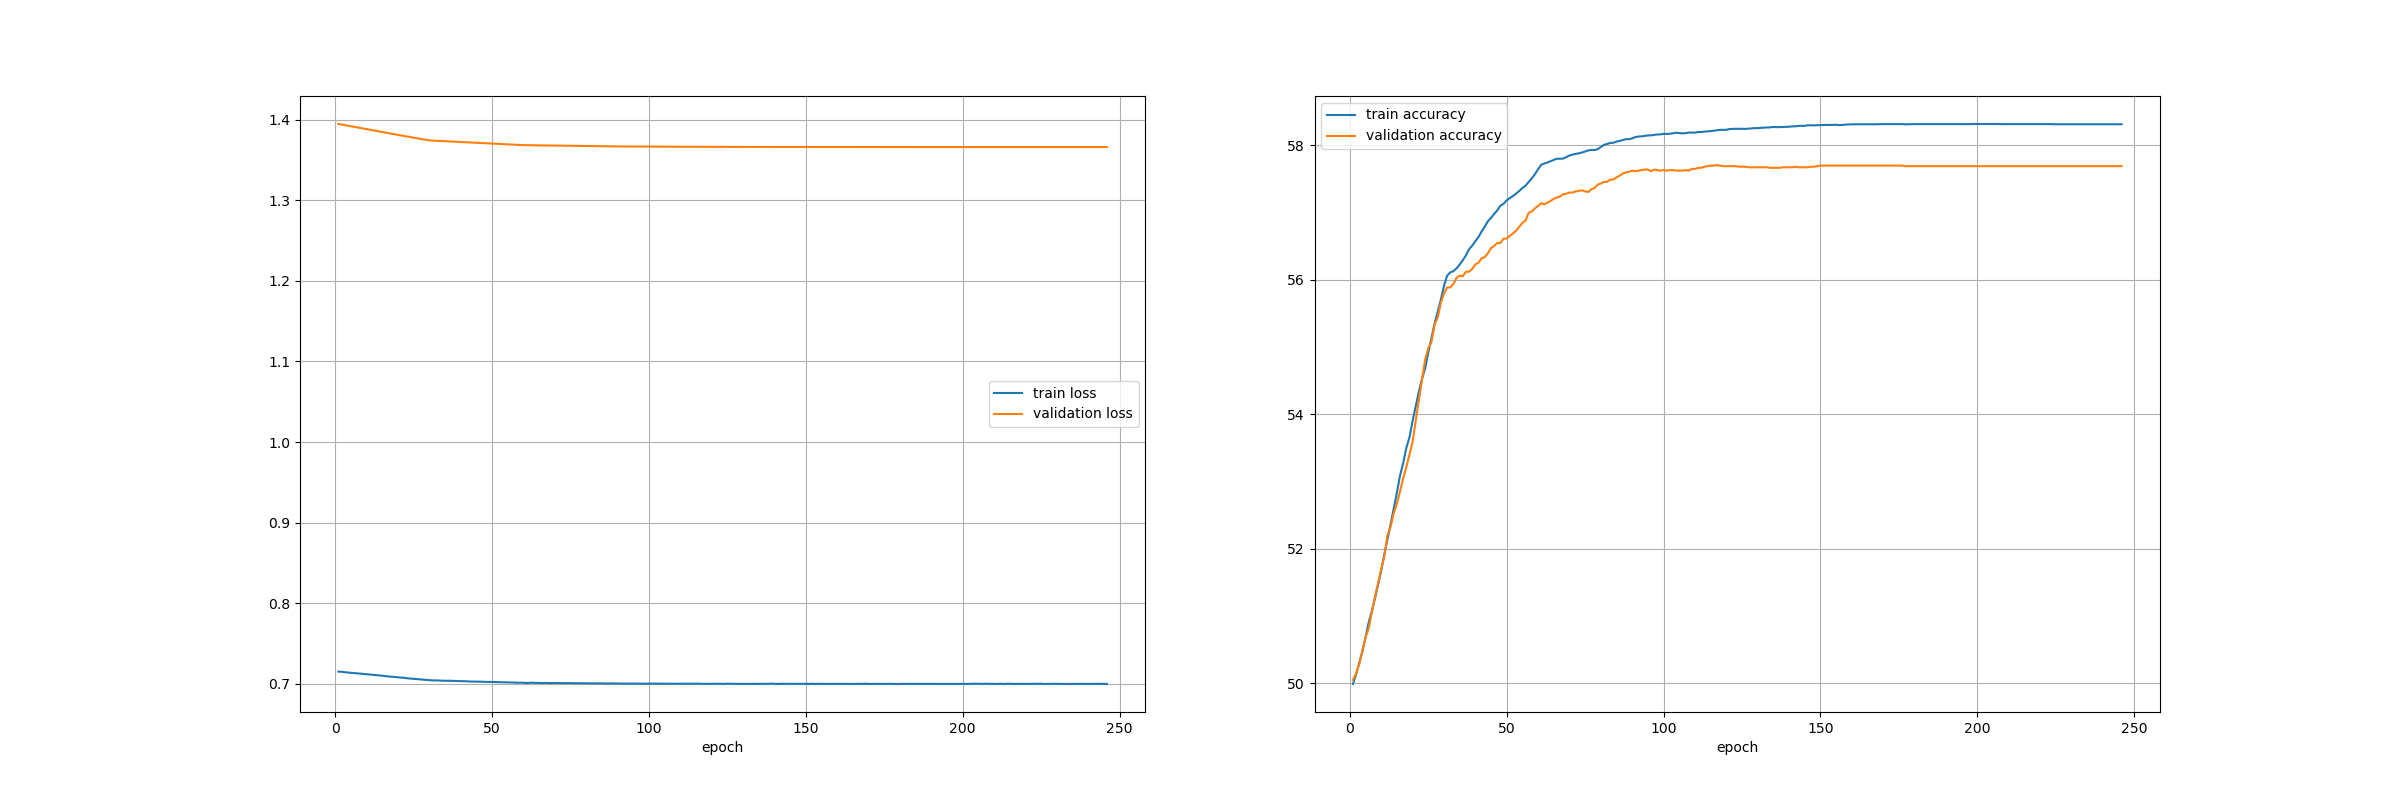 1.4
1.3
1.2
1.1
1.0
0.9
0.8
0.7
0 50 100 150 200 250
epoch
train loss
validation loss
58
56
54
52
50
0 50 100 150 200 250
epoch
train accuracy
validation accuracy